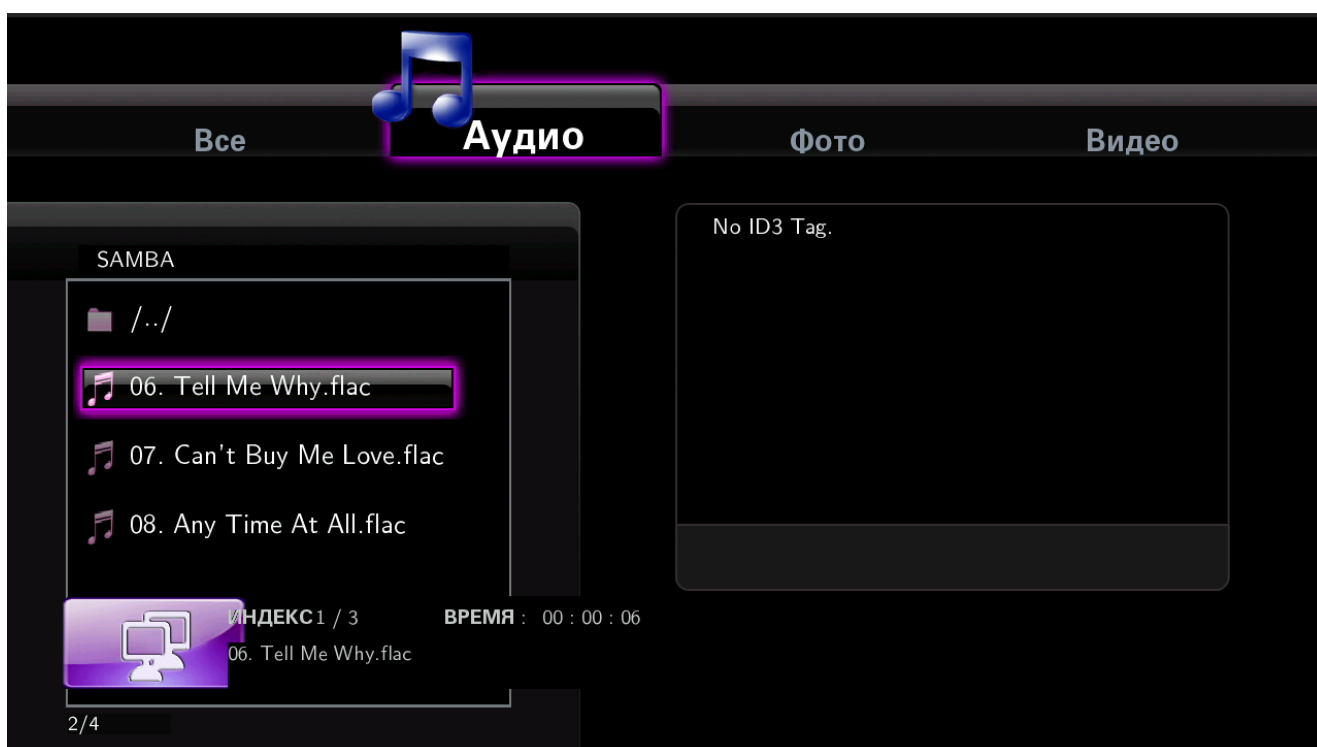 Все Аудио Фото Видео
No ID3 Tag.
SAMBA
/../
06. Tell Me Why.flac
07. Can't Buy Me Love.flac
08. Any Time At All.flac
ИНДЕКС 1 / 3 ВРЕМЯ : 00 : 00 : 06
06. Tell Me Why.flac
2/4